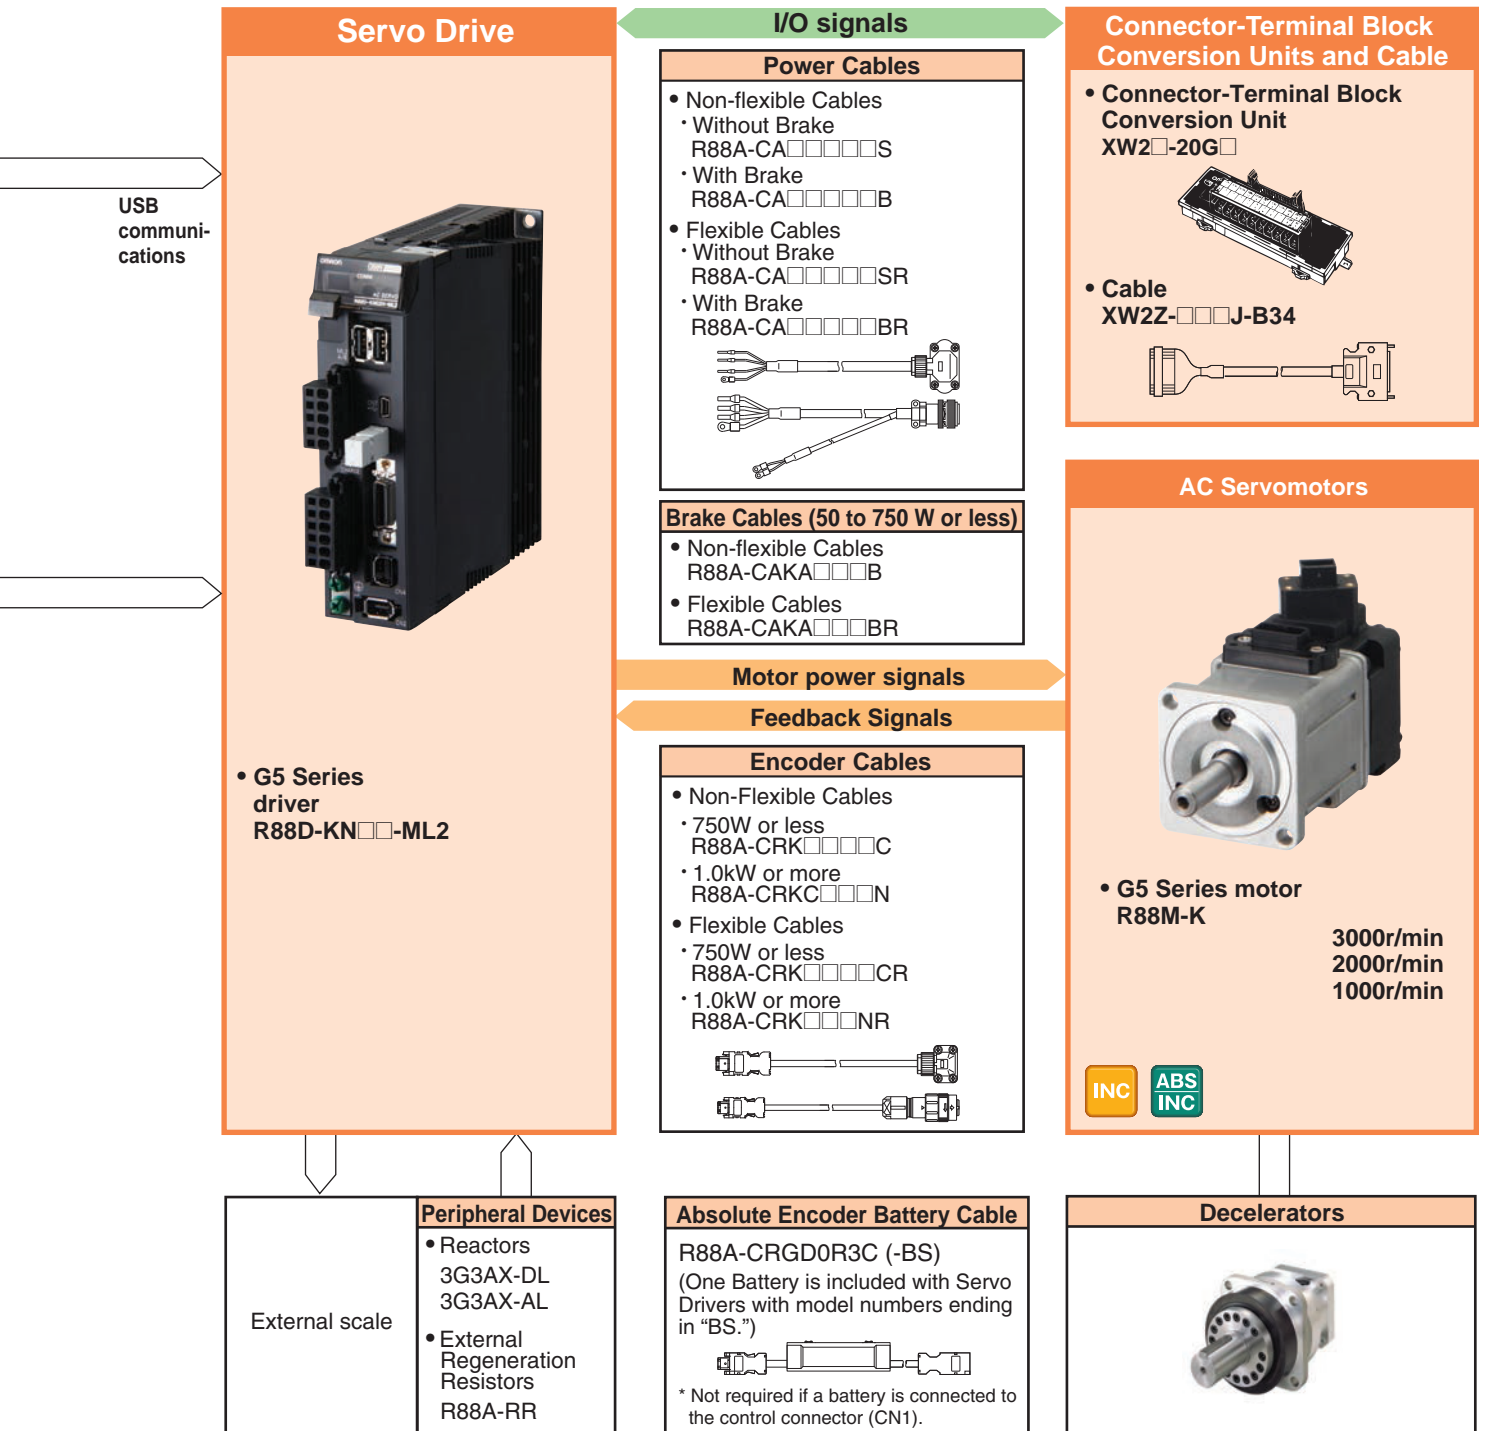 Servo Drive
USB
communi-
cations
• G5 Series
driver
R88D-KN□□-ML2
I/O signals
Power Cables
• Non-flexible Cables
· Without Brake
R88A-CA□□□□□S
· With Brake
R88A-CA□□□□□B
• Flexible Cables
· Without Brake
R88A-CA□□□□□SR
· With Brake
R88A-CA□□□□□BR
Brake Cables (50 to 750 W or less)
• Non-flexible Cables
R88A-CAKA□□□B
• Flexible Cables
R88A-CAKA□□□BR
Motor power signals
Feedback Signals
Encoder Cables
• Non-Flexible Cables
· 750W or less
R88A-CRK□□□□C
· 1.0kW or more
R88A-CRKC□□□N
• Flexible Cables
· 750W or less
R88A-CRK□□□□CR
· 1.0kW or more
R88A-CRK□□□NR
Connector-Terminal Block
Conversion Units and Cable
• Connector-Terminal Block
Conversion Unit
XW2□-20G□
• Cable
XW2Z-□□□J-B34
AC Servomotors
• G5 Series motor
R88M-K
3000r/min
2000r/min
1000r/min
INC
ABS
INC
External scale
Peripheral Devices
• Reactors
3G3AX-DL
3G3AX-AL
• External
Regeneration
Resistors
R88A-RR
Absolute Encoder Battery Cable
R88A-CRGD0R3C (-BS)
(One Battery is included with Servo
Drivers with model numbers ending
in “BS.”)
* Not required if a battery is connected to
the control connector (CN1).
Decelerators